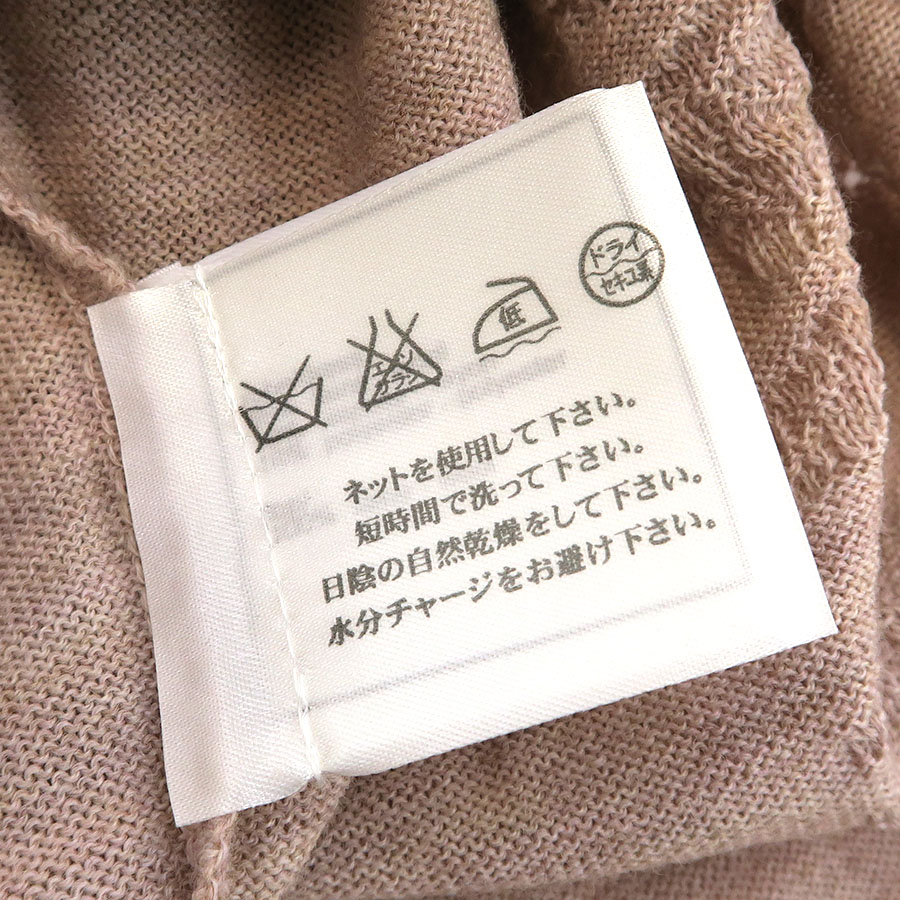 エンソ
カラン
低
ドライ
セキユ系
ネットを使用して下さい。
短時間で洗って下さい。
日陰の自然乾燥をして下さい。
水分チャージをお避け下さい。